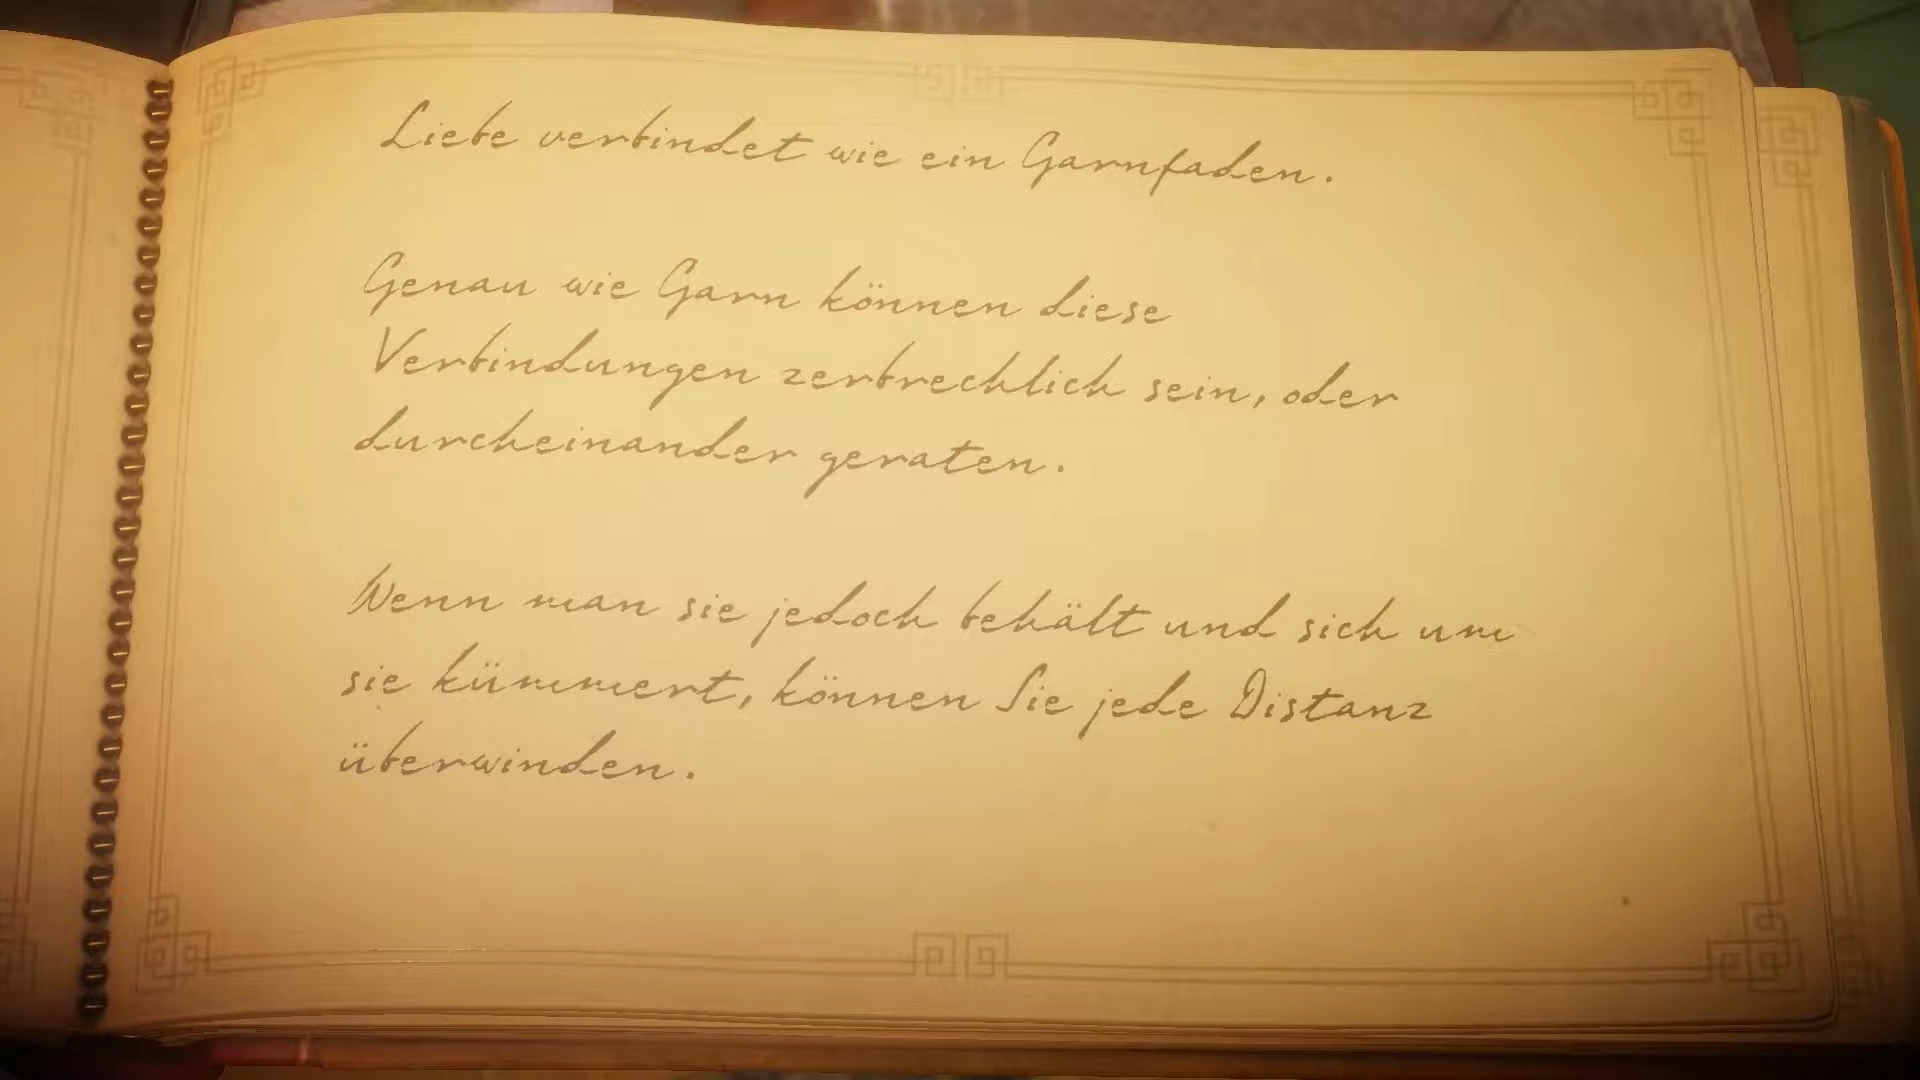 Liebe verbindet wie ein Garnfaden.
Genau wie Garn können diese
Verbindungen zerbrechlich sein, oder
durcheinander geraten.
Wenn man sie jedoch behält und sich um
sie kümmert, können Sie jede Distanz
überwinden.